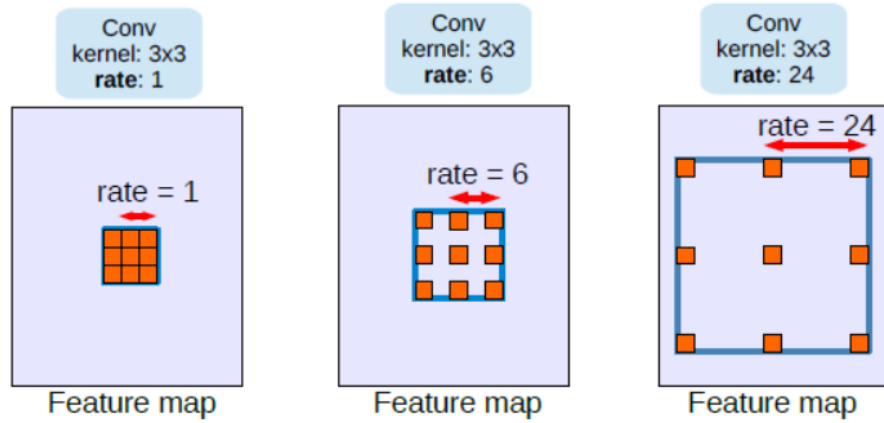 Conv
kernel: 3x3
rate: 1
rate = 1
Feature map
Conv
kernel: 3x3
rate: 6
rate = 6
Feature map
Conv
kernel: 3x3
rate: 24
rate = 24
Feature map